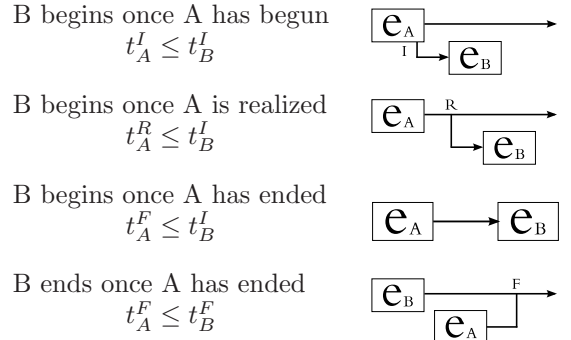 B begins once A has begun
t_A^I ≤ t_B^I
e_A
I
e_B
B begins once A is realized
t_A^R ≤ t_B^I
e_A
R
e_B
B begins once A has ended
t_A^F ≤ t_B^I
e_A
e_B
B ends once A has ended
t_A^F ≤ t_B^F
e_B
F
e_A